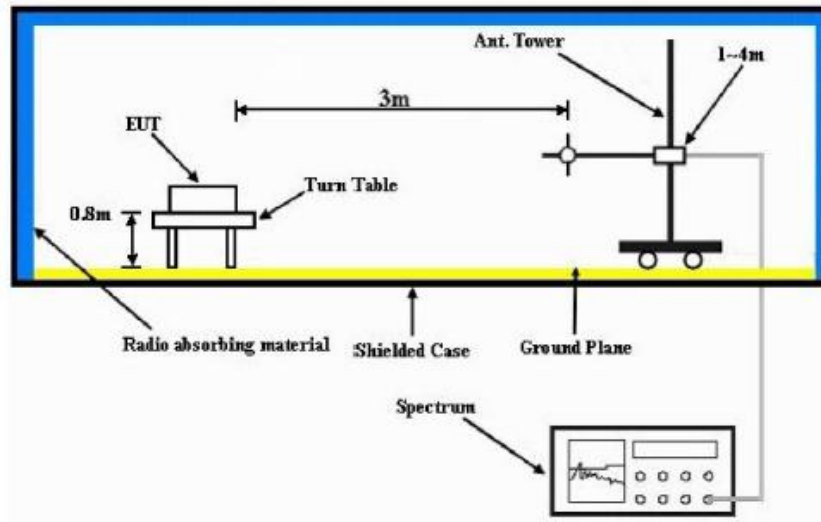 Ant. Tower
1~4m
3m
EUT
Turn Table
0.8m
Radio absorbing material
Shielded Case
Ground Plane
Spectrum